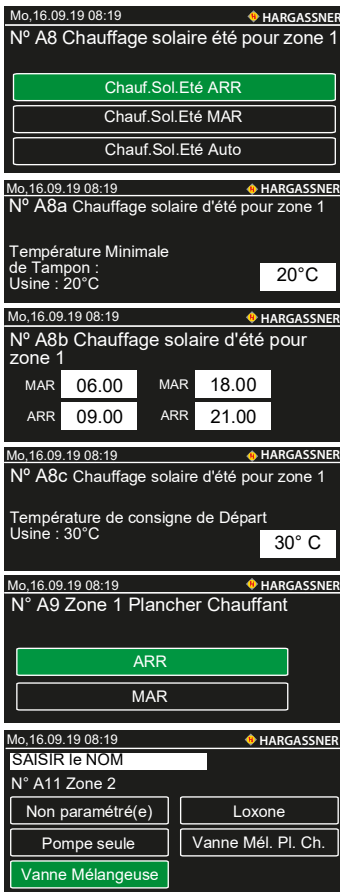 Mo,16.09.19 08:19 HARGASSNER
Nº A8 Chauffage solaire été pour zone 1
Chauf.Sol.Eté ARR
Chauf.Sol.Eté MAR
Chauf.Sol.Eté Auto
Mo,16.09.19 08:19 HARGASSNER
Nº A8a Chauffage solaire d'été pour zone 1
Température Minimale
de Tampon :
Usine : 20°C
20°C
Mo,16.09.19 08:19 HARGASSNER
Nº A8b Chauffage solaire d'été pour
zone 1
MAR 06.00 MAR 18.00
ARR 09.00 ARR 21.00
Mo,16.09.19 08:19 HARGASSNER
Nº A8c Chauffage solaire d'été pour zone 1
Température de consigne de Départ
Usine : 30°C
30° C
Mo,16.09.19 08:19 HARGASSNER
N° A9 Zone 1 Plancher Chauffant
ARR
MAR
Mo,16.09.19 08:19 HARGASSNER
SAISIR le NOM
N° A11 Zone 2
Non paramétré(e) Loxone
Pompe seule Vanne Mél. Pl. Ch.
Vanne Mélangeuse